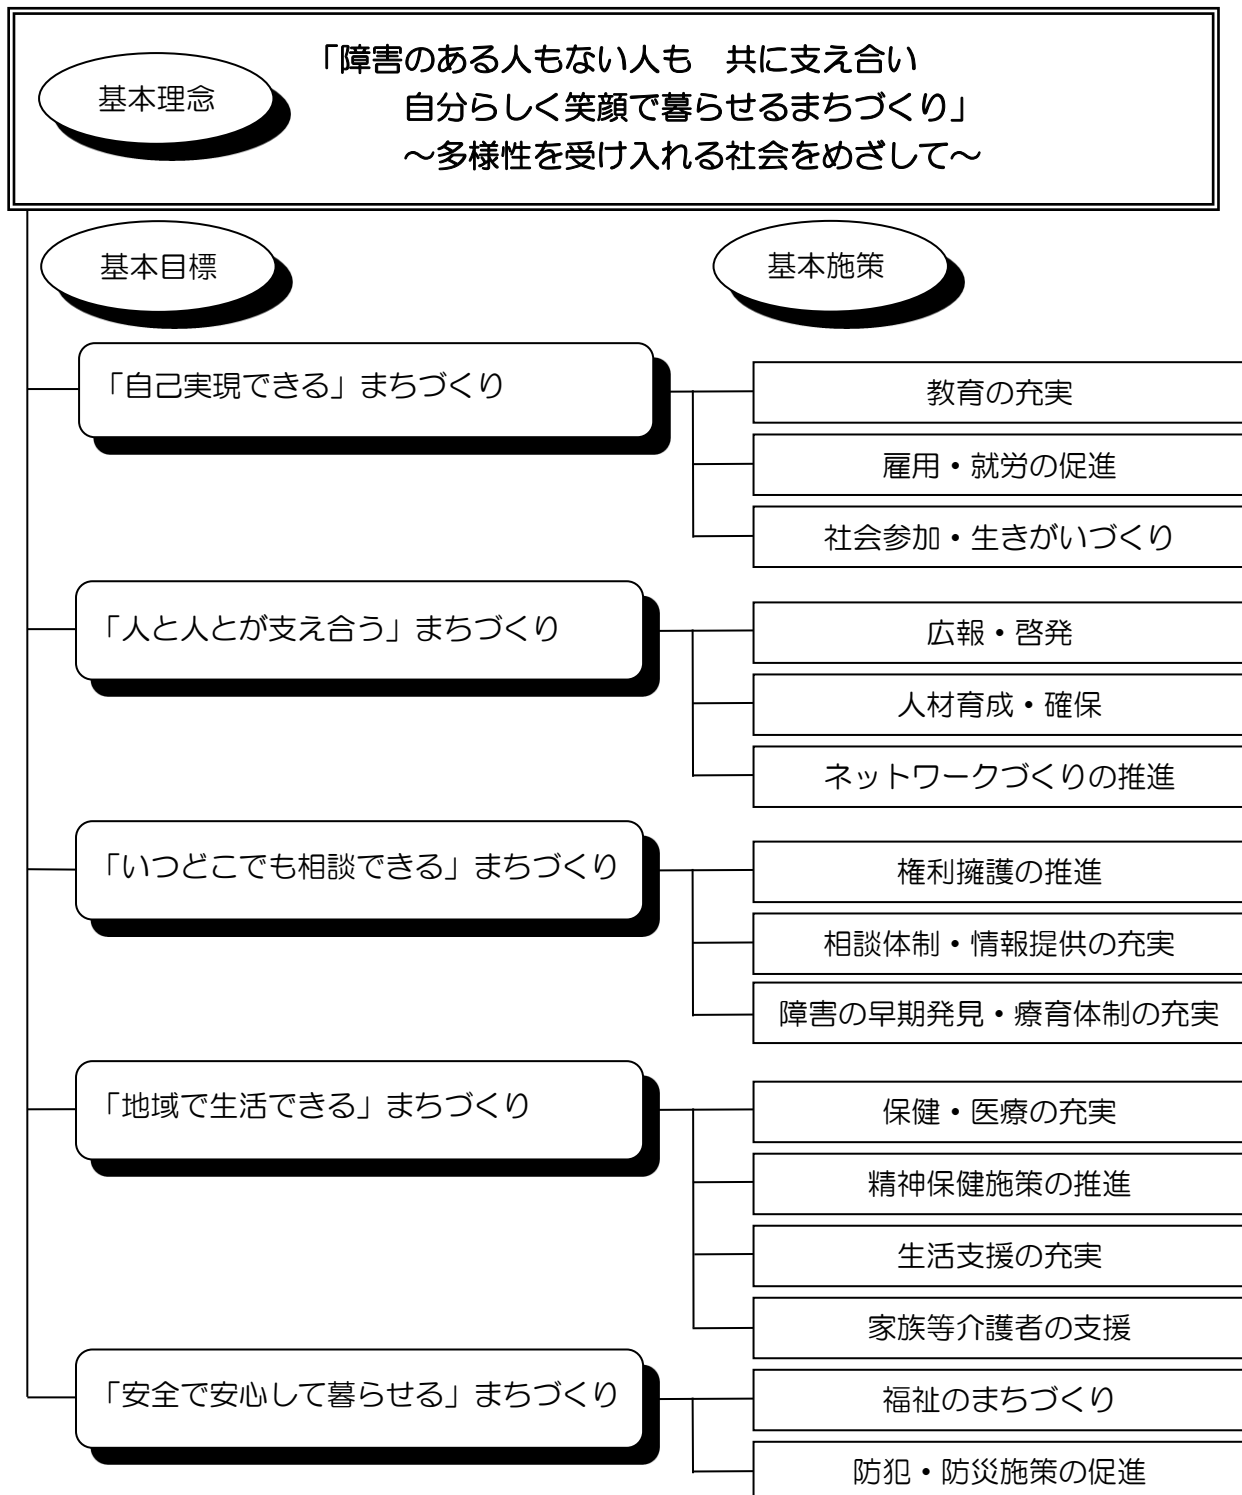 基本理念
「障害のある人もない人も　共に支え合い
自分らしく笑顔で暮らせるまちづくり」
～多様性を受け入れる社会をめざして～
基本目標
基本施策
「自己実現できる」まちづくり
教育の充実
雇用・就労の促進
社会参加・生きがいづくり
「人と人とが支え合う」まちづくり
広報・啓発
人材育成・確保
ネットワークづくりの推進
「いつどこでも相談できる」まちづくり
権利擁護の推進
相談体制・情報提供の充実
障害の早期発見・療育体制の充実
「地域で生活できる」まちづくり
保健・医療の充実
精神保健施策の推進
生活支援の充実
家族等介護者の支援
「安全で安心して暮らせる」まちづくり
福祉のまちづくり
防犯・防災施策の促進